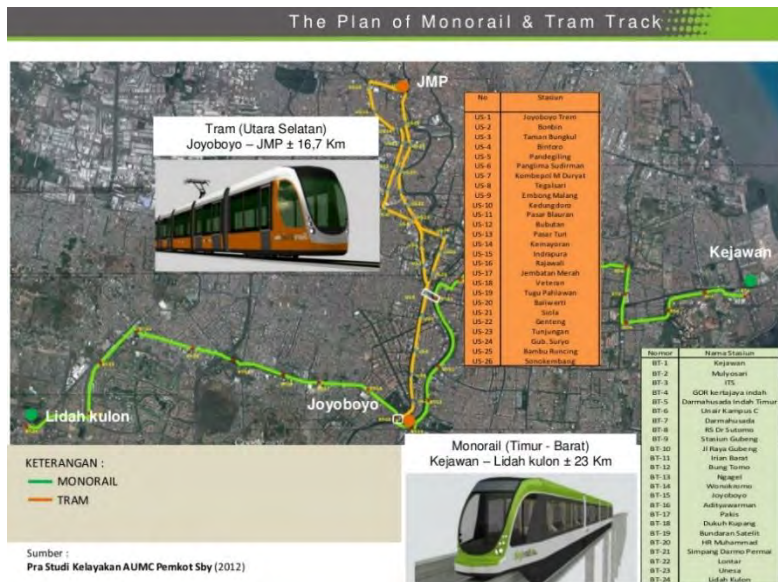 The Plan of Monorail & Tram Track
JMP
Tram (Utara Selatan)
Joyoboyo – JMP ± 16,7 Km
No Stasiun
US-1 Joyoboyo Trem
US-2 Bonbin
US-3 Taman Bungkul
US-4 Bintoro
US-5 Pandegiling
US-6 Panglima Sudirman
US-7 Kombespol M Duryat
US-8 Tegalsari
US-9 Embong Malang
US-10 Kedungdoro
US-11 Pasar Blauran
US-12 Bubutan
US-13 Pasar Turi
US-14 Kemayoran
US-15 Indrapura
US-16 Rajawali
US-17 Jembatan Merah
US-18 Veteran
US-19 Tugu Pahlawan
US-20 Baliwerti
US-21 Siola
US-22 Genteng
US-23 Tunjungan
US-24 Gub. Suryo
US-25 Bambu Runcing
US-26 Sonokembang
Kejawan
Joyoboyo
Lidah kulon
Nomor Nama Stasiun
BT-1 Kejawan
BT-2 Mulyosari
BT-3 ITS
BT-4 GOR kertajaya indah
BT-5 Darmahusada Indah Timur
BT-6 Unair Kampus C
BT-7 Darmahusada
BT-8 RS Dr Sutomo
BT-9 Stasiun Gubeng
BT-10 Jl Raya Gubeng
BT-11 Irian Barat
BT-12 Bung Tomo
BT-13 Ngagel
BT-14 Wonokromo
BT-15 Joyoboyo
BT-16 Adityawarman
BT-17 Pakis
BT-18 Dukuh Kupang
BT-19 Bundaran Satelit
BT-20 HR Muhammad
BT-21 Simpang Darmo Permai
BT-22 Lontar
BT-23 Unesa
BT-24 Lidah Kulon
Monorail (Timur - Barat)
Kejawan – Lidah kulon ± 23 Km
KETERANGAN :
MONORAIL
TRAM
Sumber :
Pra Studi Kelayakan AUMC Pemkot Sby (2012)